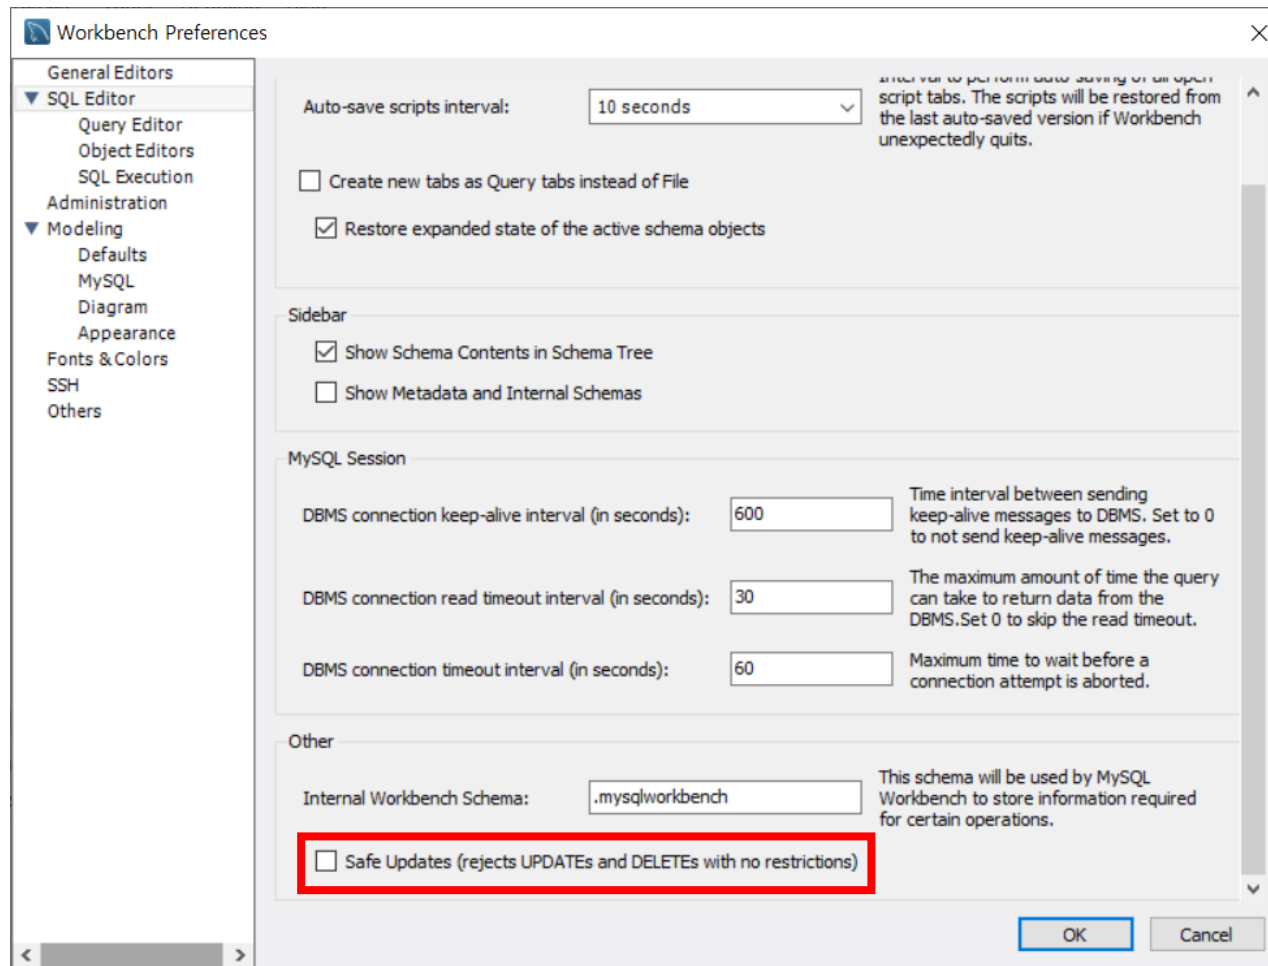 Workbench Preferences
General Editors
SQL Editor
Query Editor
Object Editors
SQL Execution
Administration
Modeling
Defaults
MySQL
Diagram
Appearance
Fonts & Colors
SSH
Others
Auto-save scripts interval:
10 seconds
Interval to perform auto-saving of all open
script tabs. The scripts will be restored from
the last auto-saved version if Workbench
unexpectedly quits.
Create new tabs as Query tabs instead of File
Restore expanded state of the active schema objects
Sidebar
Show Schema Contents in Schema Tree
Show Metadata and Internal Schemas
MySQL Session
DBMS connection keep-alive interval (in seconds):
600
Time interval between sending
keep-alive messages to DBMS. Set to 0
to not send keep-alive messages.
DBMS connection read timeout interval (in seconds):
30
The maximum amount of time the query
can take to return data from the
DBMS.Set 0 to skip the read timeout.
DBMS connection timeout interval (in seconds):
60
Maximum time to wait before a
connection attempt is aborted.
Other
Internal Workbench Schema:
.mysqlworkbench
This schema will be used by MySQL
Workbench to store information required
for certain operations.
Safe Updates (rejects UPDATEs and DELETEs with no restrictions)
OK
Cancel